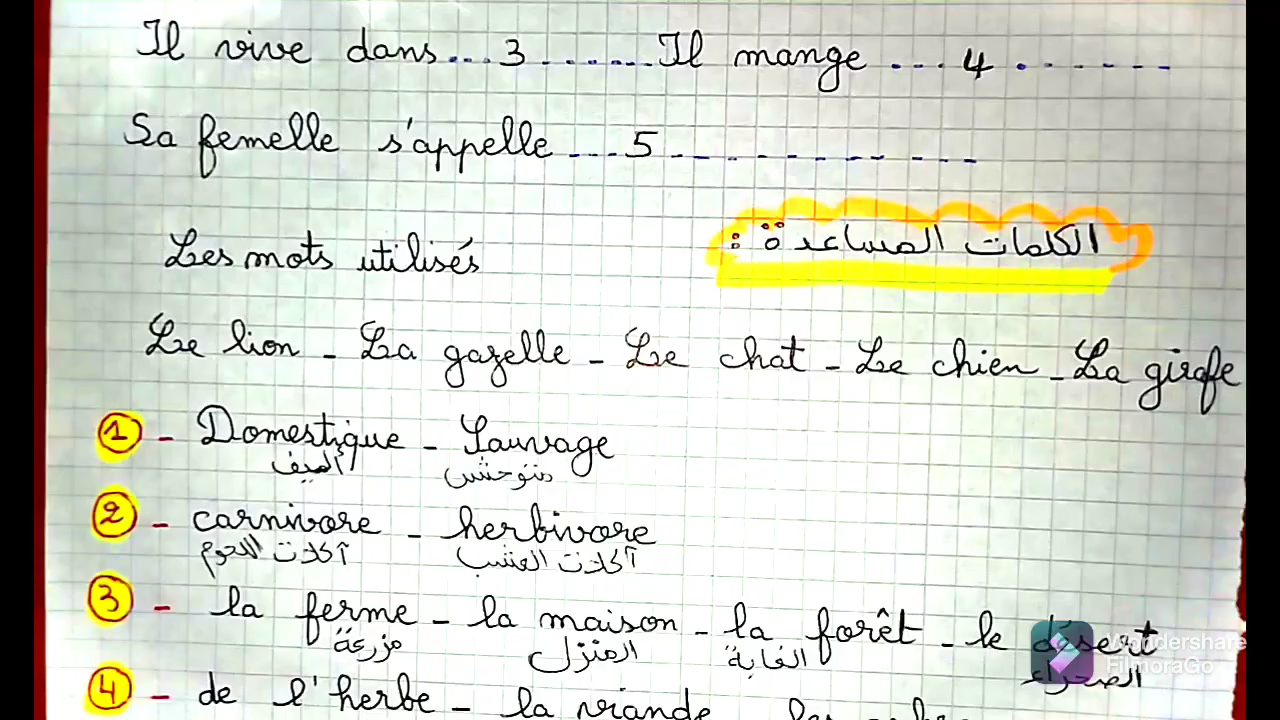 Il vive dans...3.......Il mange ...4.......
Sa femelle s'appelle ...5...........
Les mots utilisés
الكلمات المساعدة :
Le lion - La gazelle - Le chat - Le chien - La girafe
1 - Domestique - Sauvage
أليف متوحش
2 - carnivore - herbivore
آكلات اللحوم آكلات العشب
3 - la ferme - la maison - la forêt - le désert
مزرعة المنزل الغابة الصحراء
4 - de l'herbe - la viande
Wondershare
FilmoraGo